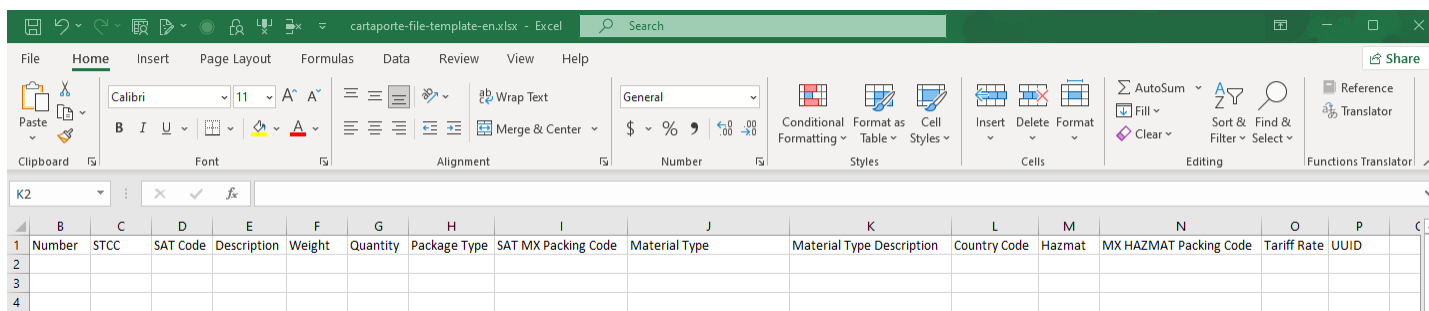 cartaporte-file-template-en.xlsx - Excel Search
File Home Insert Page Layout Formulas Data Review View Help Share
Calibri 11 A A ab Wrap Text General AutoSum A Z Reference
Paste B I U A Merge & Center $ % 9 .00 .00 Conditional Formatting Format as Table Cell Styles Insert Delete Format Fill Clear Sort & Filter Find & Select Translator
Clipboard Font Alignment Number Styles Cells Editing Functions Translator
K2 fx
B C D E F G H I J K L M N O P
1 Number STCC SAT Code Description Weight Quantity Package Type SAT MX Packing Code Material Type Material Type Description Country Code Hazmat MX HAZMAT Packing Code Tariff Rate UUID
2
3
4